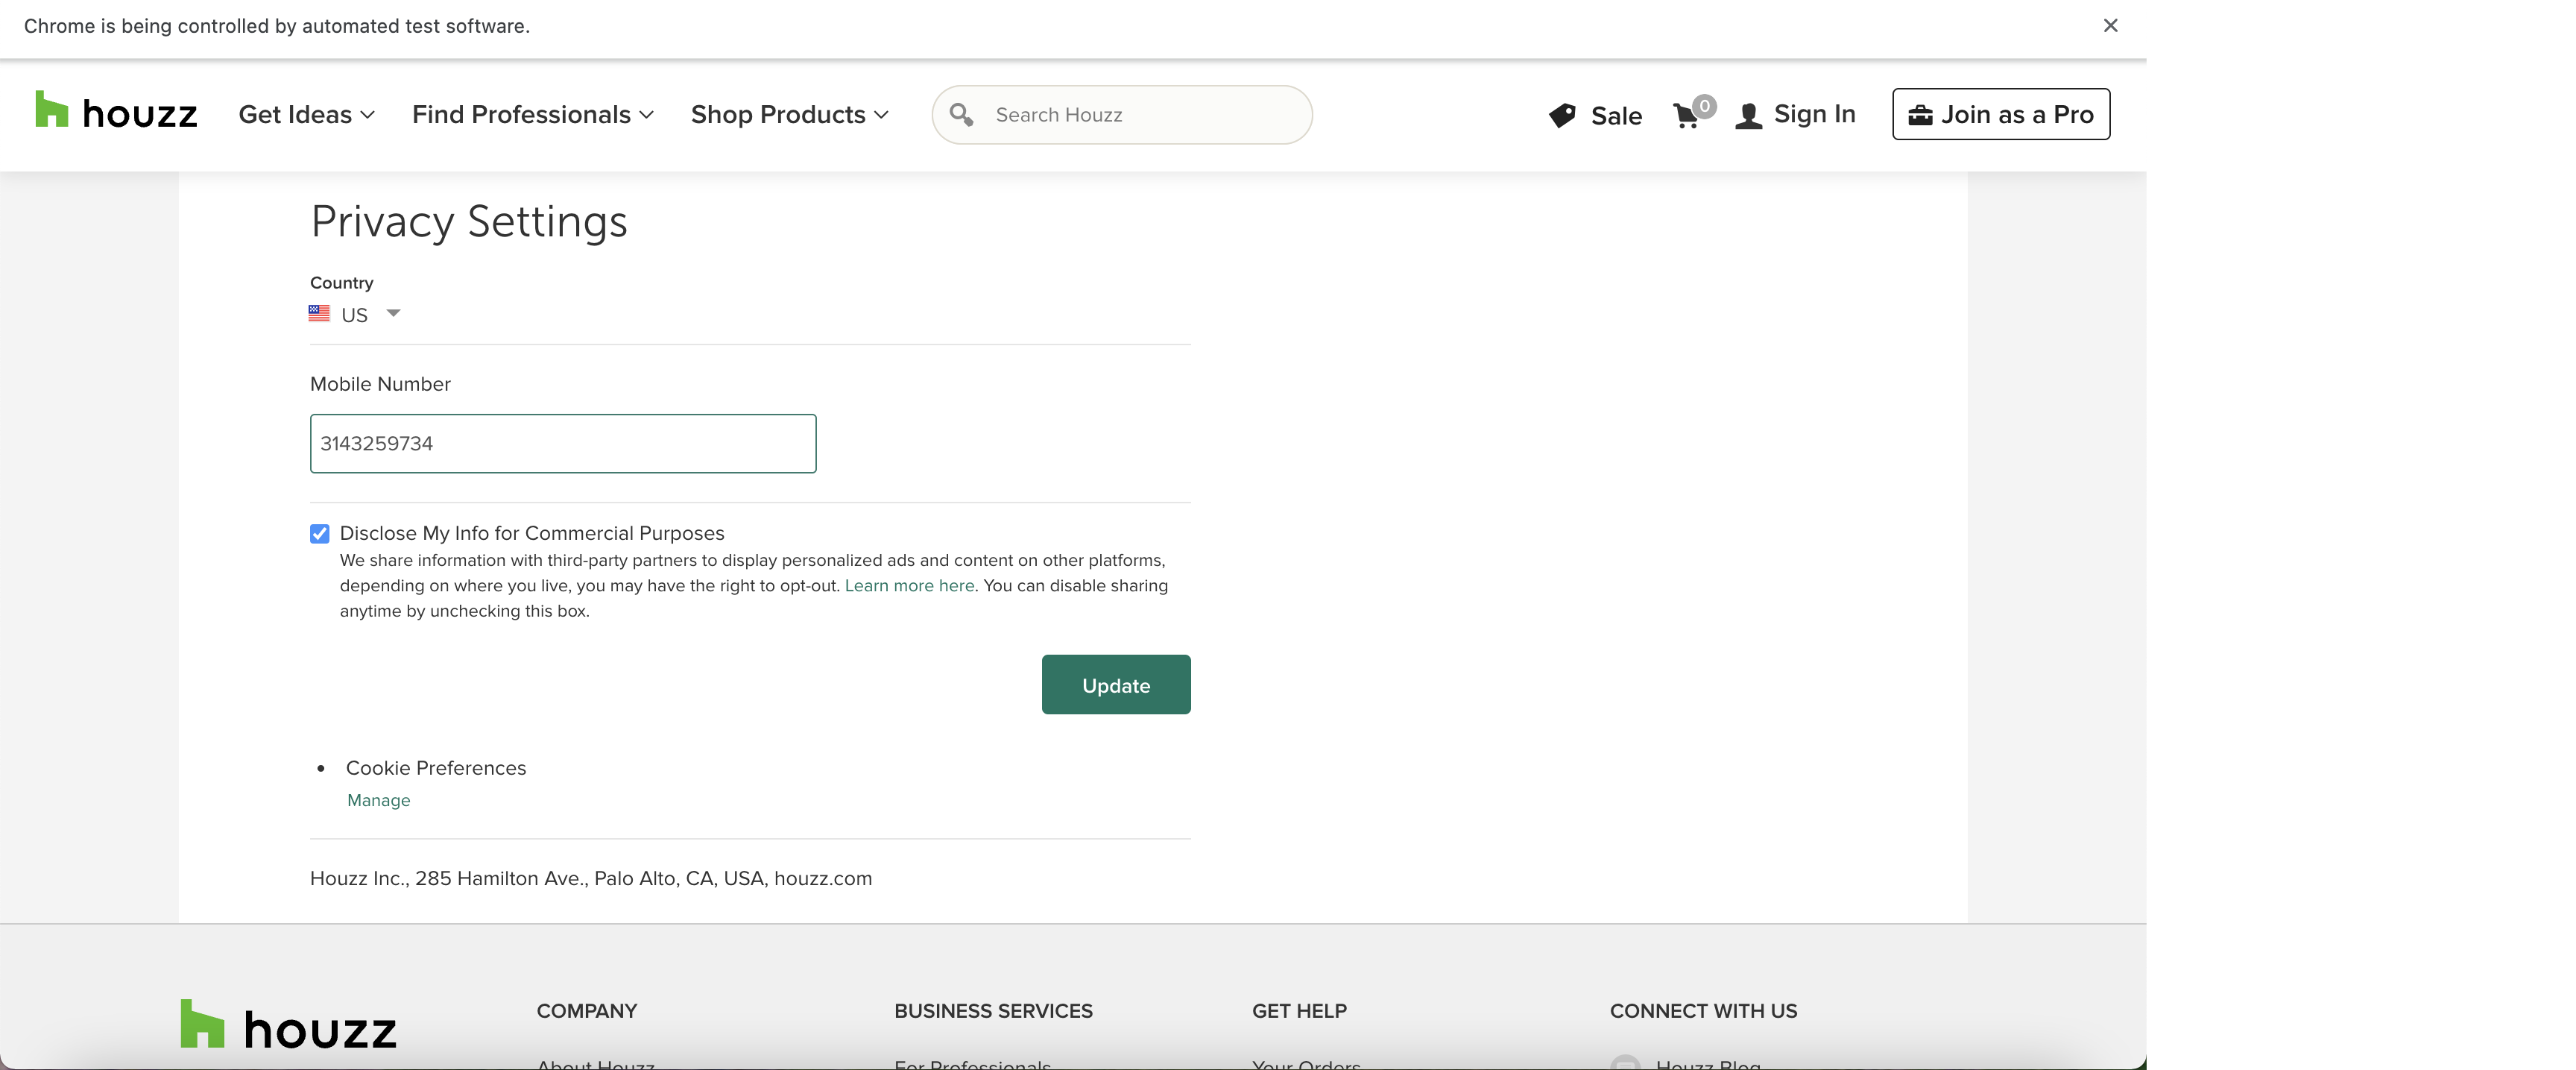 Chrome is being controlled by automated test software.
houzz Get Ideas Find Professionals Shop Products Search Houzz Sale 0 Sign In Join as a Pro
Privacy Settings
Country
US
Mobile Number
3143259734
Disclose My Info for Commercial Purposes
We share information with third-party partners to display personalized ads and content on other platforms,
depending on where you live, you may have the right to opt-out. Learn more here. You can disable sharing
anytime by unchecking this box.
Update
Cookie Preferences
Manage
Houzz Inc., 285 Hamilton Ave., Palo Alto, CA, USA, houzz.com
houzz COMPANY BUSINESS SERVICES GET HELP CONNECT WITH US
About Houzz For Professionals Your Orders Houzz Blog